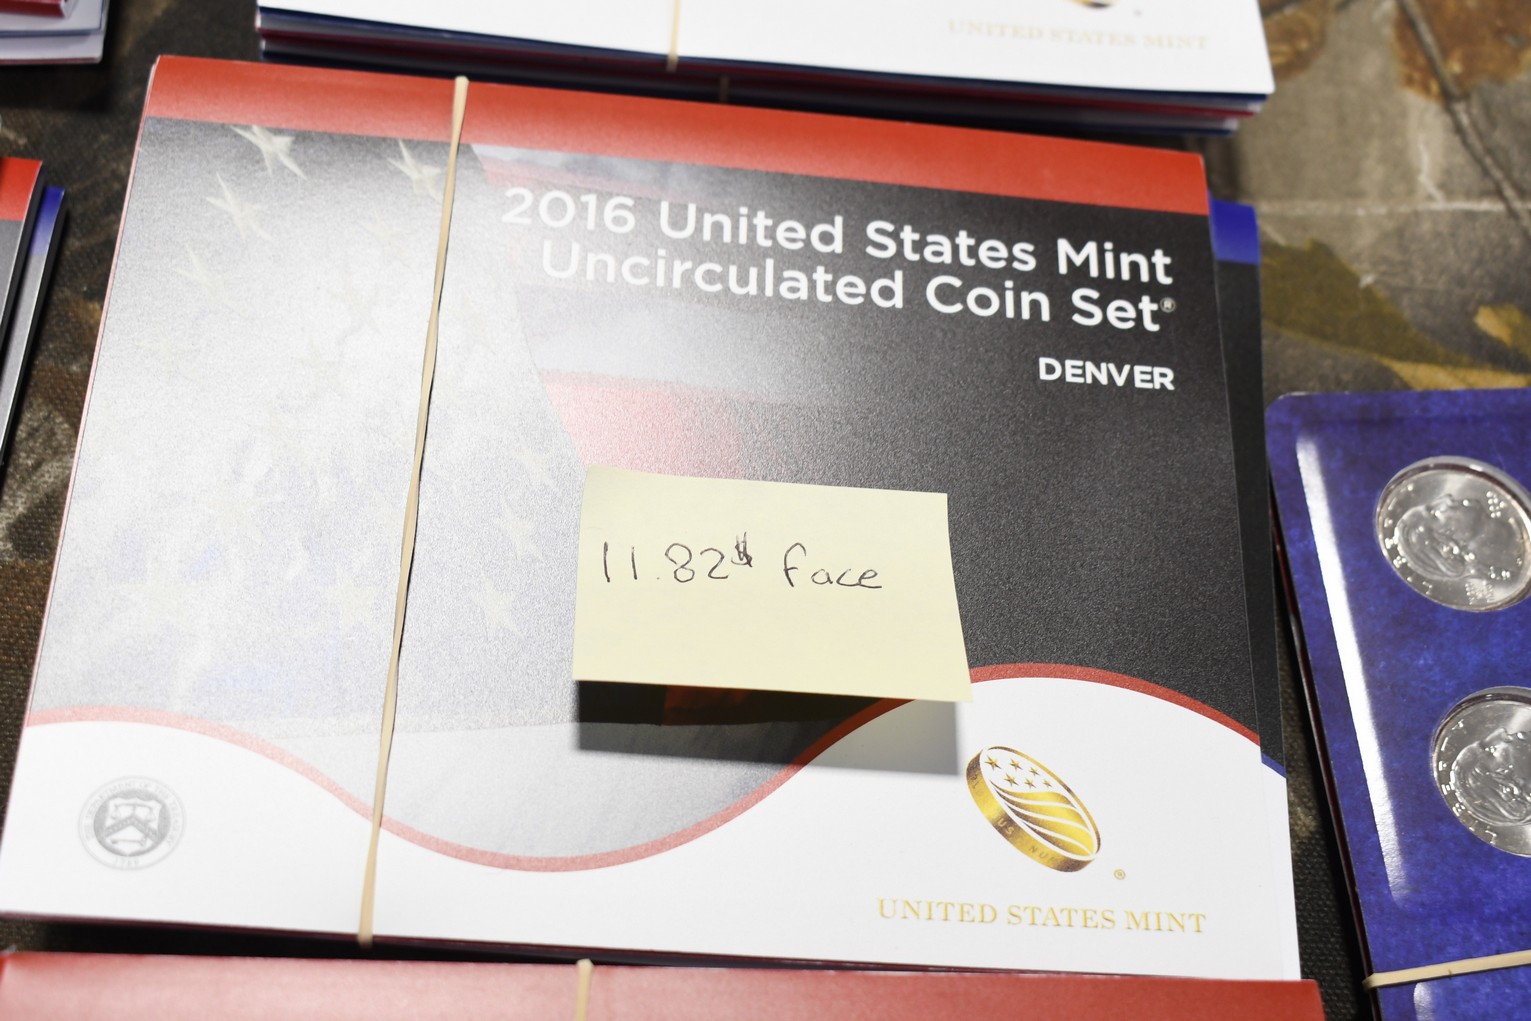 UNITED STATES MINT
2016 United States Mint
Uncirculated Coin Set®
DENVER
11.82$ face
UNITED STATES MINT